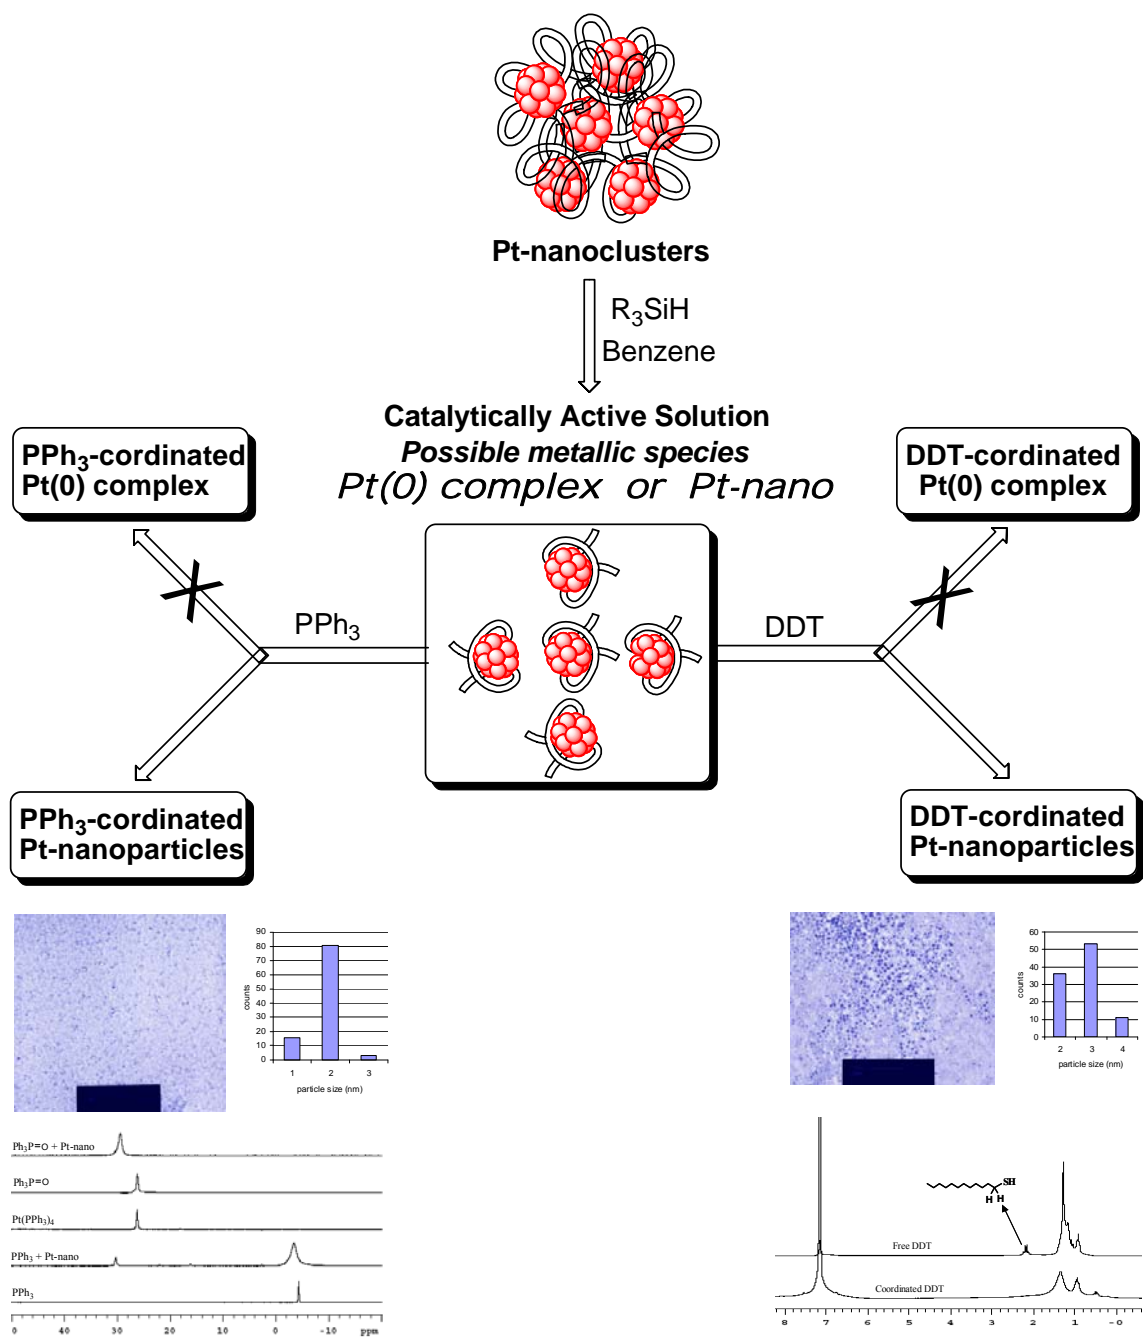 Pt-nanoclusters
R3SiH
Benzene
Catalytically Active Solution
Possible metallic species
Pt(0) complex or Pt-nano
PPh3-cordinated
Pt(0) complex
DDT-cordinated
Pt(0) complex
PPh3
DDT
PPh3-cordinated
Pt-nanoparticles
DDT-cordinated
Pt-nanoparticles
90
80
70
60
50
40
30
20
10
0
counts
1 2 3
particle size (nm)
60
50
40
30
20
10
0
counts
2 3 4
particle size (nm)
Ph3P=O + Pt-nano
Ph3P=O
Pt(PPh3)4
PPh3 + Pt-nano
PPh3
0 40 30 20 10 0 -10 ppm
SH
H H
Free DDT
Coordinated DDT
8 7 6 5 4 3 2 1 -0